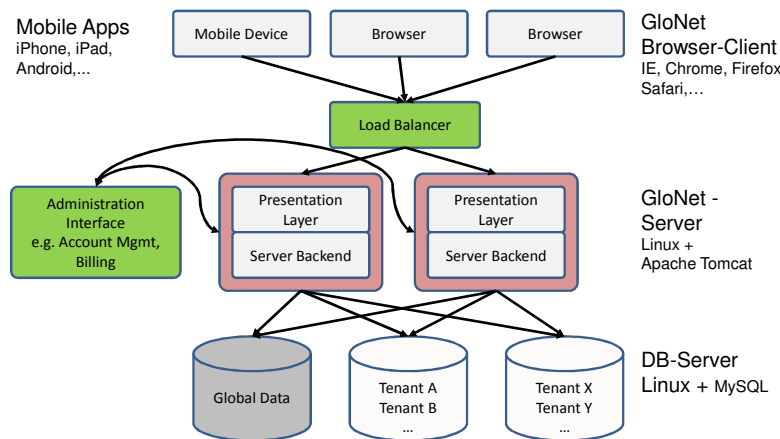 Mobile Apps
iPhone, iPad,
Android,...
Mobile Device
Browser
Browser
GloNet
Browser-Client
IE, Chrome, Firefox
Safari,...
Load Balancer
Administration
Interface
e.g. Account Mgmt,
Billing
Presentation
Layer
Server Backend
Presentation
Layer
Server Backend
GloNet -
Server
Linux +
Apache Tomcat
Global Data
Tenant A
Tenant B
...
Tenant X
Tenant Y
...
DB-Server
Linux + MySQL